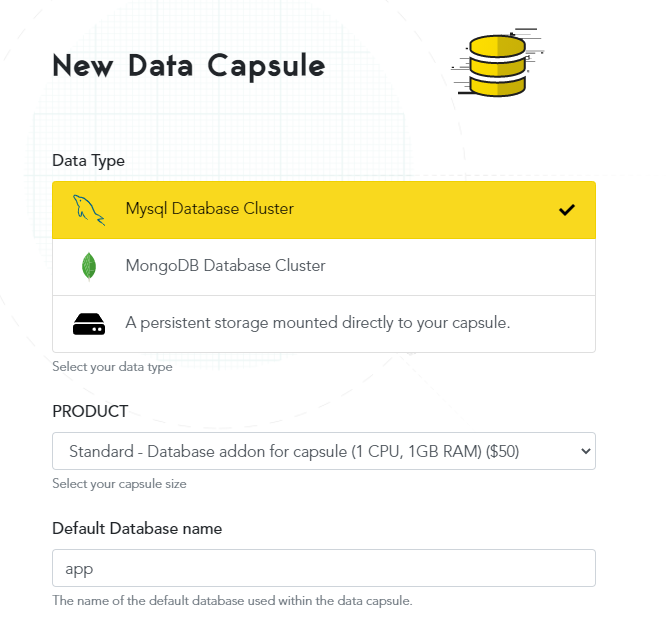 New Data Capsule
Data Type
Mysql Database Cluster
MongoDB Database Cluster
A persistent storage mounted directly to your capsule.
Select your data type
PRODUCT
Standard - Database addon for capsule (1 CPU, 1GB RAM) ($50)
Select your capsule size
Default Database name
app
The name of the default database used within the data capsule.